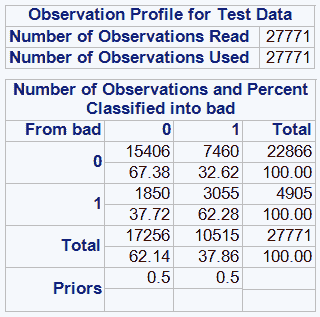 Observation Profile for Test Data
Number of Observations Read 27771
Number of Observations Used 27771
Number of Observations and Percent
Classified into bad
From bad 0 1 Total
0 15406 7460 22866
67.38 32.62 100.00
1 1850 3055 4905
37.72 62.28 100.00
Total 17256 10515 27771
62.14 37.86 100.00
Priors 0.5 0.5